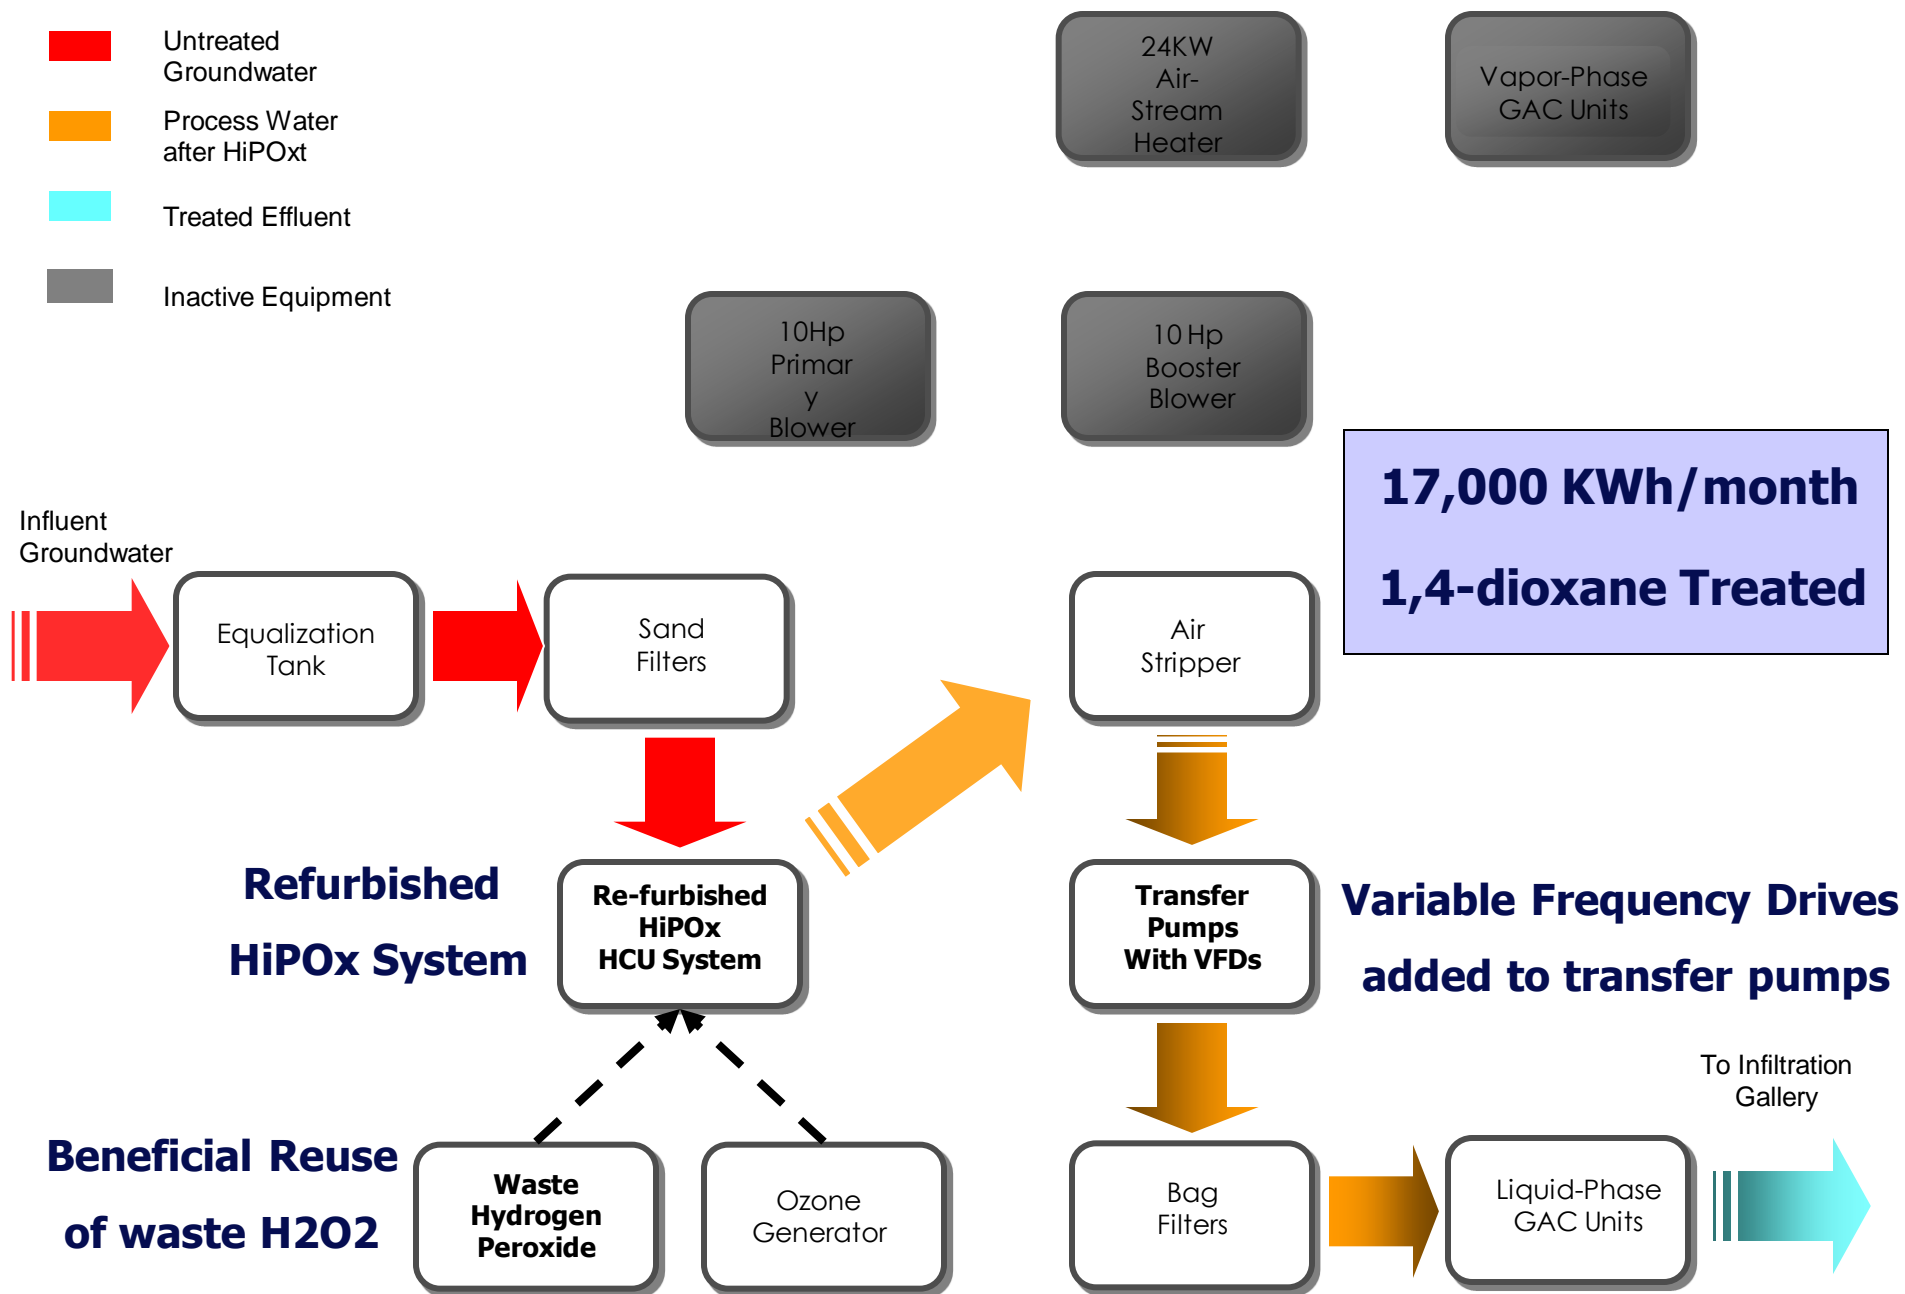 Untreated
Groundwater
Process Water
after HiPOxt
Treated Effluent
Inactive Equipment
24KW
Air-
Stream
Heater
Vapor-Phase
GAC Units
10Hp
Primar
y
Blower
10 Hp
Booster
Blower
17,000 KWh/month
1,4-dioxane Treated
Influent
Groundwater
Equalization
Tank
Sand
Filters
Air
Stripper
Refurbished
HiPOx System
Re-furbished
HiPOx
HCU System
Transfer
Pumps
With VFDs
Variable Frequency Drives
added to transfer pumps
To Infiltration
Gallery
Beneficial Reuse
of waste H2O2
Waste
Hydrogen
Peroxide
Ozone
Generator
Bag
Filters
Liquid-Phase
GAC Units